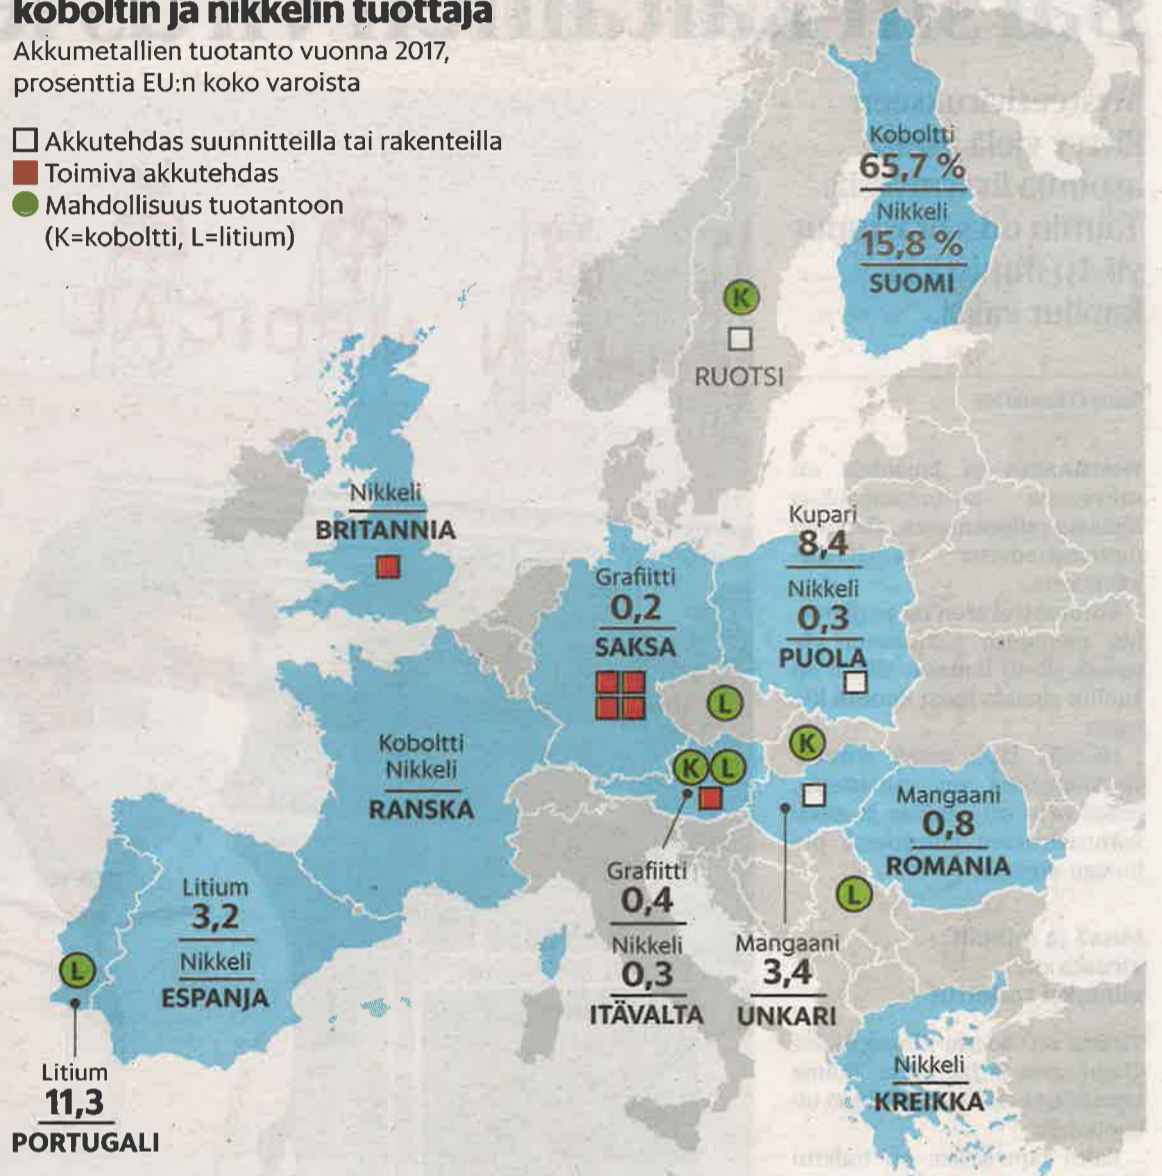 koboltin ja nikkelin tuottaja
Akkumetallien tuotanto vuonna 2017,
prosenttia EU:n koko varoista
Akkutehdas suunnitteilla tai rakenteilla
Toimiva akkutehdas
Mahdollisuus tuotantoon
(K=koboltti, L=litium)
Koboltti
65,7 %
Nikkeli
15,8 %
SUOMI
K
RUOTSI
Nikkeli
BRITANNIA
Kupari
8,4
Nikkeli
0,3
PUOLA
Grafiitti
0,2
SAKSA
L
K
K L
Koboltti
Nikkeli
RANSKA
Mangaani
0,8
ROMANIA
Grafiitti
0,4
Nikkeli
0,3
ITÄVALTA
Mangaani
3,4
UNKARI
L
Litium
3,2
Nikkeli
ESPANJA
L
Litium
11,3
PORTUGALI
Nikkeli
KREIKKA